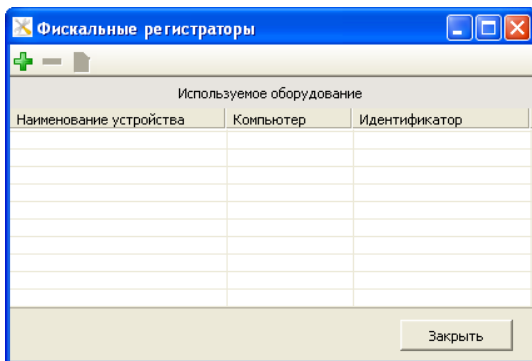 Фискальные регистраторы
Используемое оборудование
Наименование устройства Компьютер Идентификатор
Закрыть